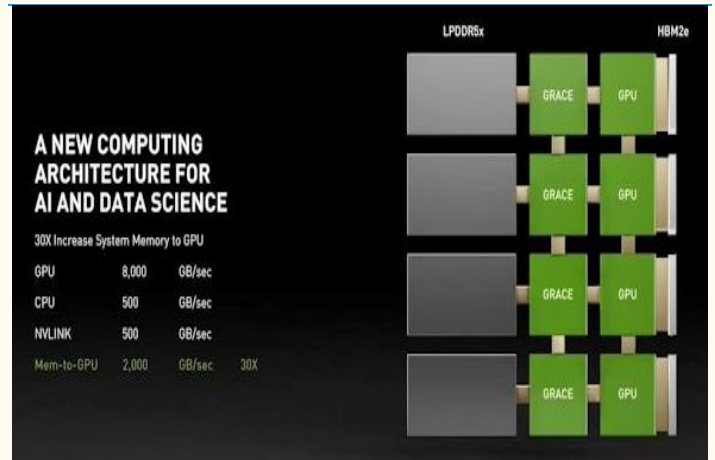 LPDDR5x HBM2e
A NEW COMPUTING
ARCHITECTURE FOR
AI AND DATA SCIENCE
30X Increase System Memory to GPU
GPU 8,000 GB/sec
CPU 500 GB/sec
NVLINK 500 GB/sec
Mem-to-GPU 2,000 GB/sec 30X
GRACE GPU
GRACE GPU
GRACE GPU
GRACE GPU